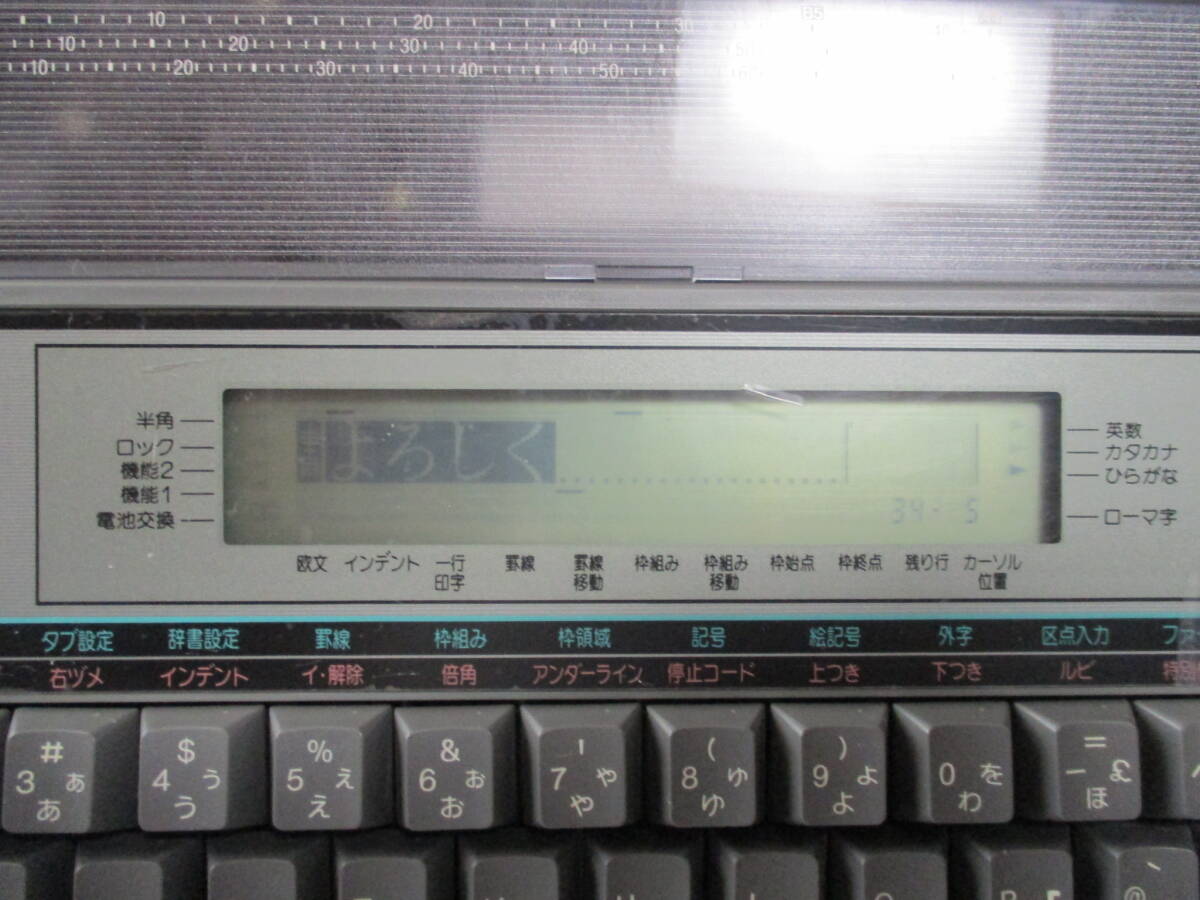 10 20 30 B5
10 20 30 40 50
10 20 30 40 50 60
半角
ロック
機能2
機能1
電池交換
よろしく
34- 5
英数
カタカナ
ひらがな
ローマ字
欧文 インデント 一行印字 罫線 罫線移動 枠組み 枠組み移動 枠始点 枠終点 残り行 カーソル位置
タブ設定 辞書設定 罫線 枠組み 枠領域 記号 絵記号 外字 区点入力 ファ
右ヅメ インデント イ・解除 倍角 アンダーライン 停止コード 上つき 下つき ルビ
# $ % & ' ( ) =
3 ぁ 4 ぅ 5 ぇ 6 ぉ 7 ゃ 8 ゅ 9 ょ 0 を ー £
あ う え お や ゆ よ わ ほ
@